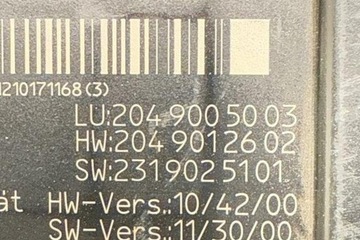 210171168(3)
LU:204 900 50 03
HW:204 901 26 02
SW:231 902 51 01
ät HW-Vers.:10/42/00
SW-Vers.:11/30/00